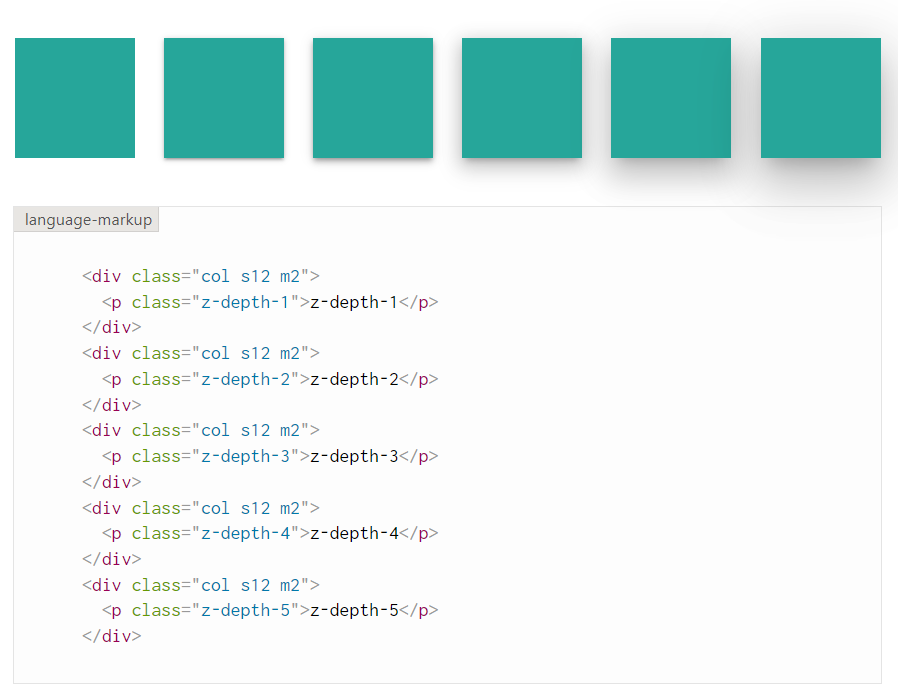 language-markup
<div class="col s12 m2">
  <p class="z-depth-1">z-depth-1</p>
</div>
<div class="col s12 m2">
  <p class="z-depth-2">z-depth-2</p>
</div>
<div class="col s12 m2">
  <p class="z-depth-3">z-depth-3</p>
</div>
<div class="col s12 m2">
  <p class="z-depth-4">z-depth-4</p>
</div>
<div class="col s12 m2">
  <p class="z-depth-5">z-depth-5</p>
</div>